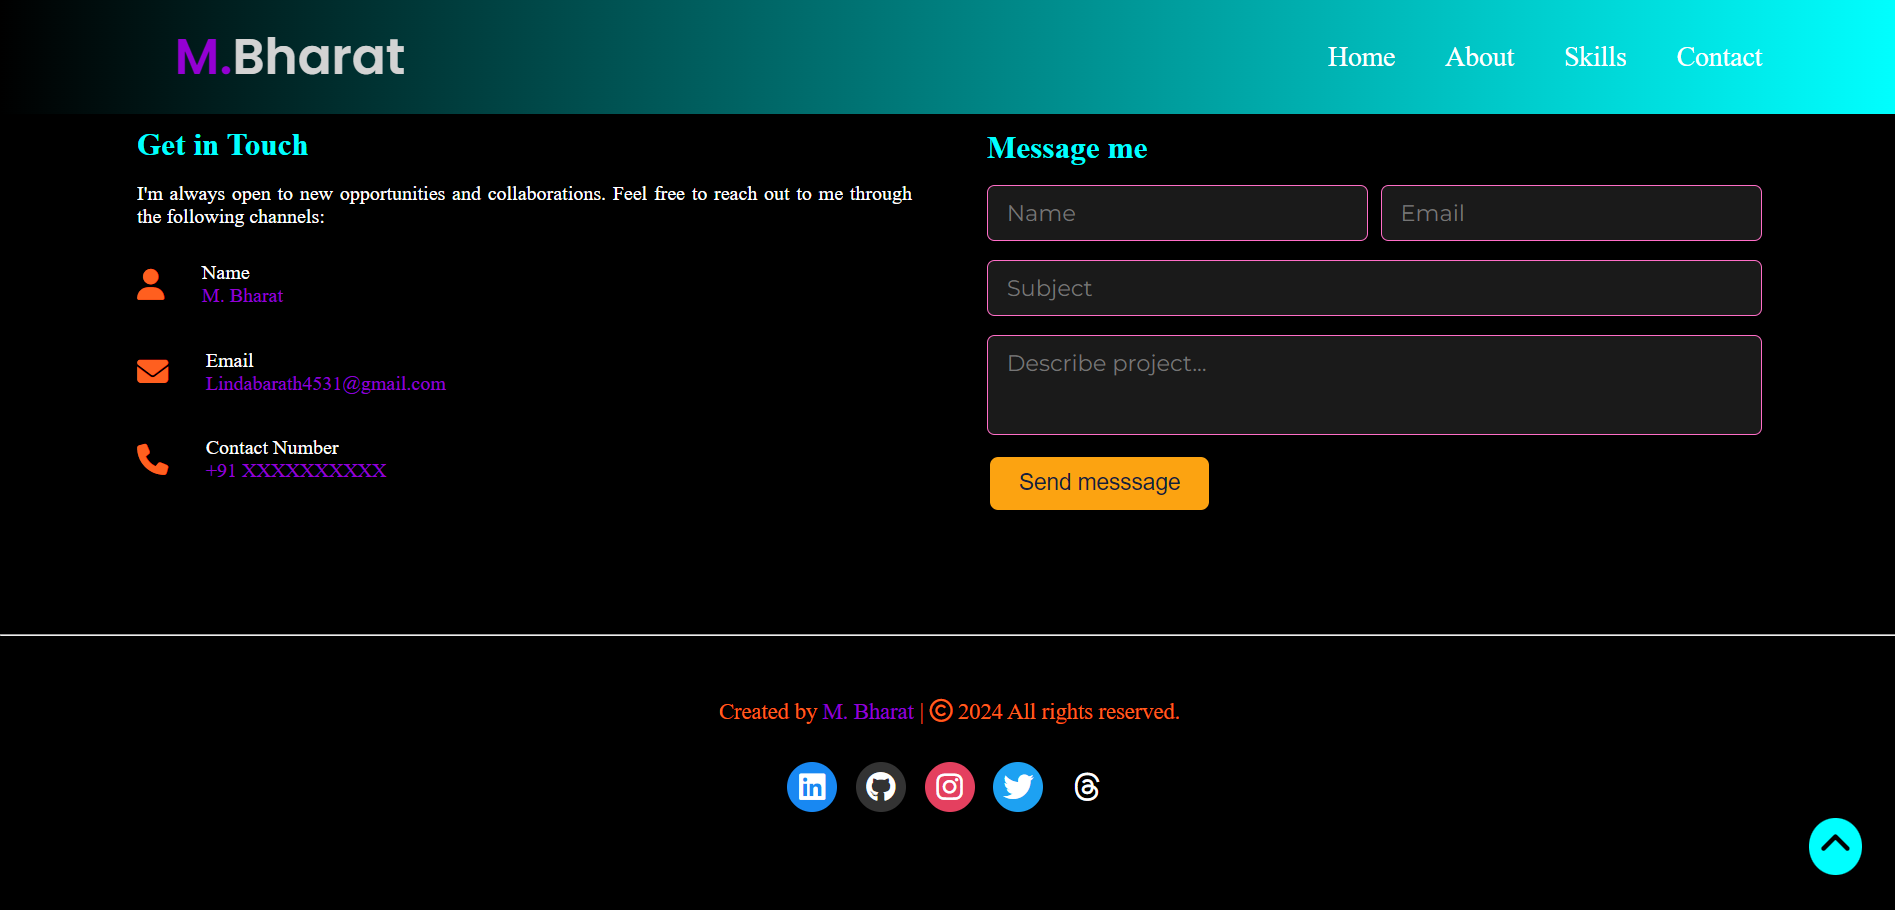 M.Bharat
Home About Skills Contact
Get in Touch
I'm always open to new opportunities and collaborations. Feel free to reach out to me through
the following channels:
Name
M. Bharat
Email
Lindabarath4531@gmail.com
Contact Number
+91 XXXXXXXXXX
Message me
Name Email
Subject
Describe project...
Send messsage
Created by M. Bharat | © 2024 All rights reserved.